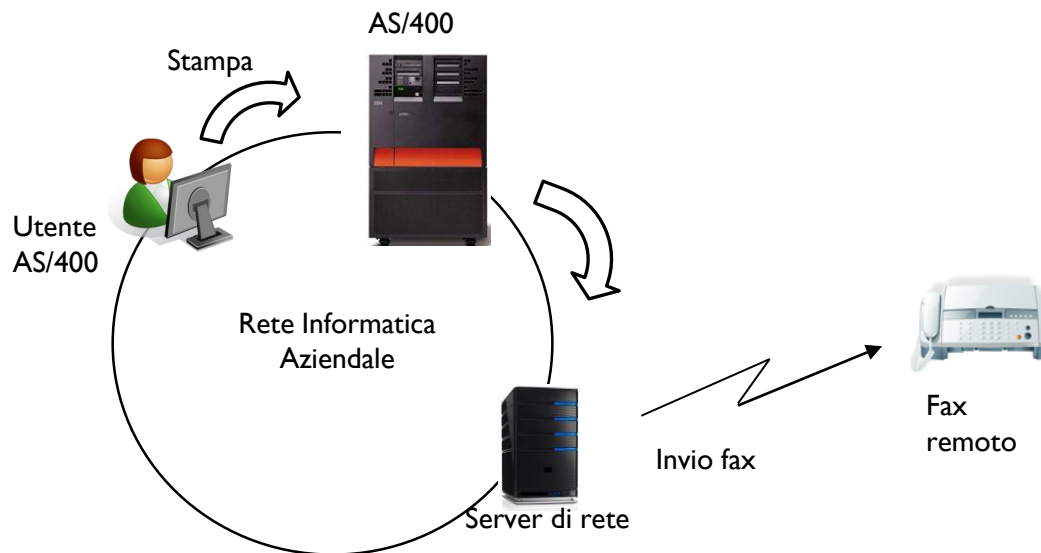 AS/400
Stampa
Utente
AS/400
Rete Informatica
Aziendale
Fax
remoto
Invio fax
Server di rete